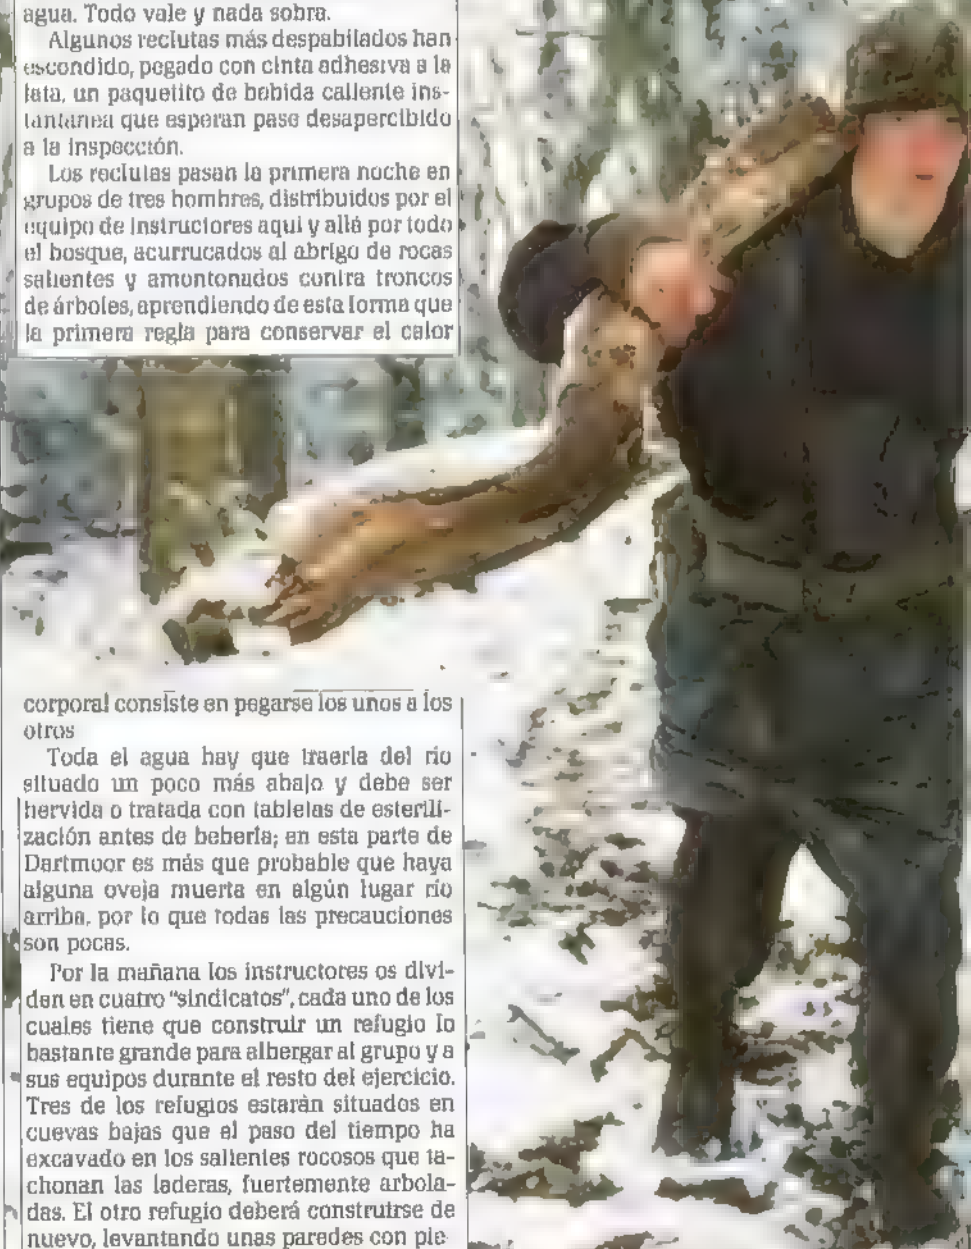 agua. Todo vale y nada sobra.
Algunos reclutas más despabilados han
escondido, pegado con cinta adhesiva a la
lata, un paquetito de bebida caliente ins-
tantánea que esperan pase desapercibido
a la inspección.
Los reclutas pasan la primera noche en
grupos de tres hombres, distribuidos por el
equipo de instructores aquí y allá por todo
el bosque, acurrucados al abrigo de rocas
salientes y amontonados contra troncos
de árboles, aprendiendo de esta forma que
la primera regla para conservar el calor
corporal consiste en pegarse los unos a los
otros
Toda el agua hay que traerla del río
situado un poco más abajo y debe ser
hervida o tratada con tabletas de esterili-
zación antes de beberla; en esta parte de
Dartmoor es más que probable que haya
alguna oveja muerta en algún lugar río
arriba, por lo que todas las precauciones
son pocas.
Por la mañana los instructores os divi-
den en cuatro "sindicatos", cada uno de los
cuales tiene que construir un refugio lo
bastante grande para albergar al grupo y a
sus equipos durante el resto del ejercicio.
Tres de los refugios estarán situados en
cuevas bajas que el paso del tiempo ha
excavado en los salientes rocosos que ta-
chonan las laderas, fuertemente arbola-
das. El otro refugio deberá construirse de
nuevo, levantando unas paredes con pie-